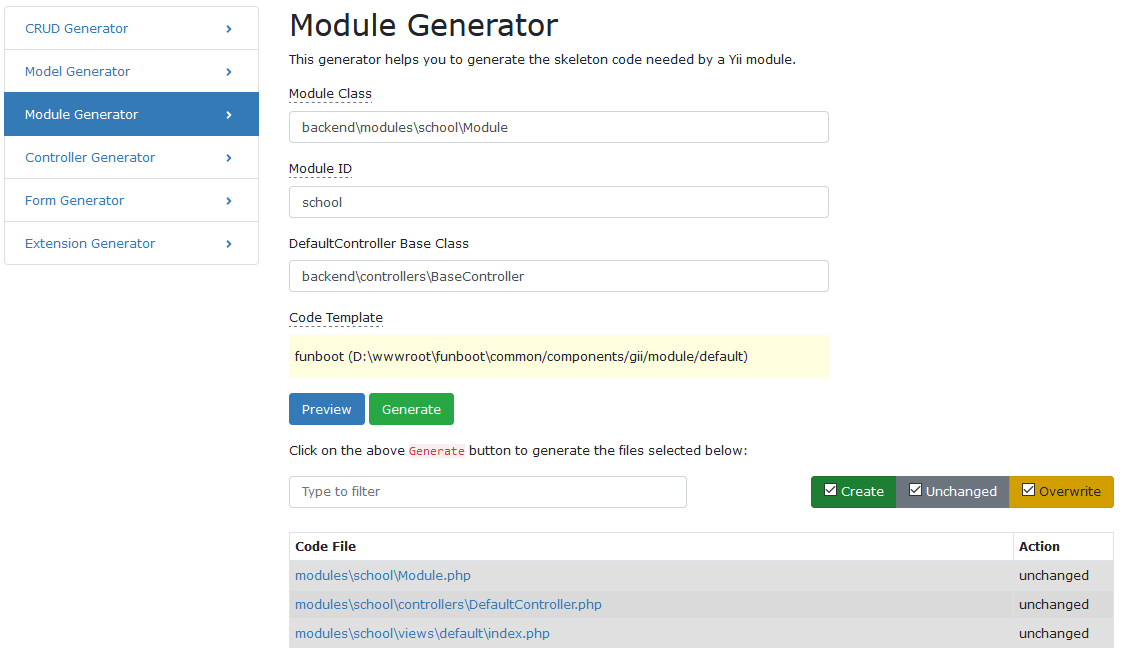 CRUD Generator
Model Generator
Module Generator
Controller Generator
Form Generator
Extension Generator
Module Generator
This generator helps you to generate the skeleton code needed by a Yii module.
Module Class
backend\modules\school\Module
Module ID
school
DefaultController Base Class
backend\controllers\BaseController
Code Template
funboot (D:\wwwroot\funboot\common/components/gii/module/default)
Preview Generate
Click on the above Generate button to generate the files selected below:
Type to filter Create Unchanged Overwrite
Code File Action
modules\school\Module.php unchanged
modules\school\controllers\DefaultController.php unchanged
modules\school\views\default\index.php unchanged